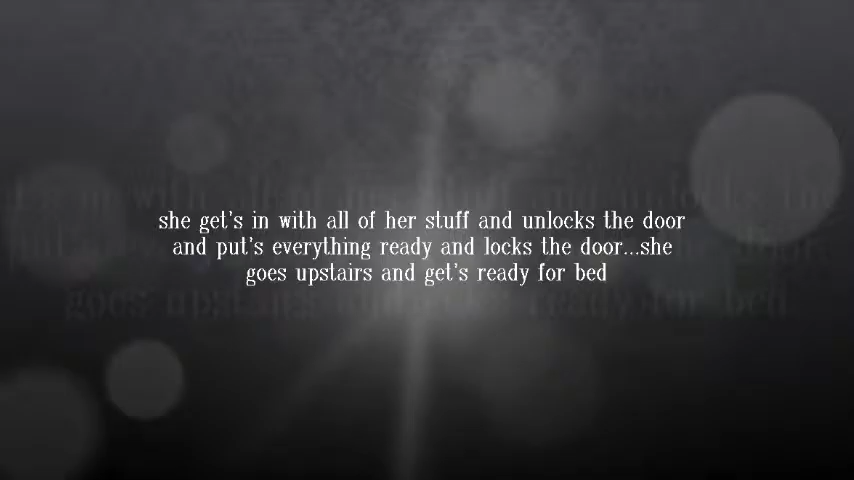 she get's in with all of her stuff and unlocks the door
and put's everything ready and locks the door...she
goes upstairs and get's ready for bed